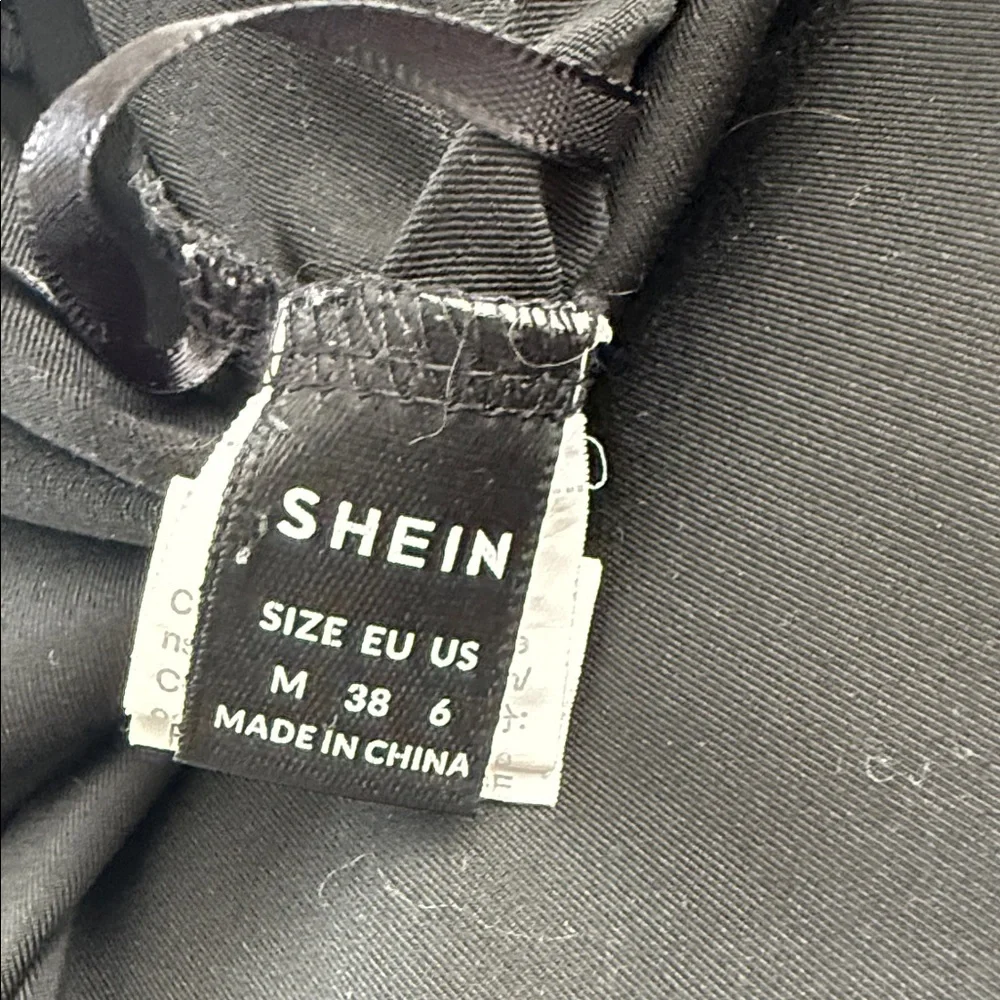 SHEIN
SIZE EU US
M 38 6
MADE IN CHINA